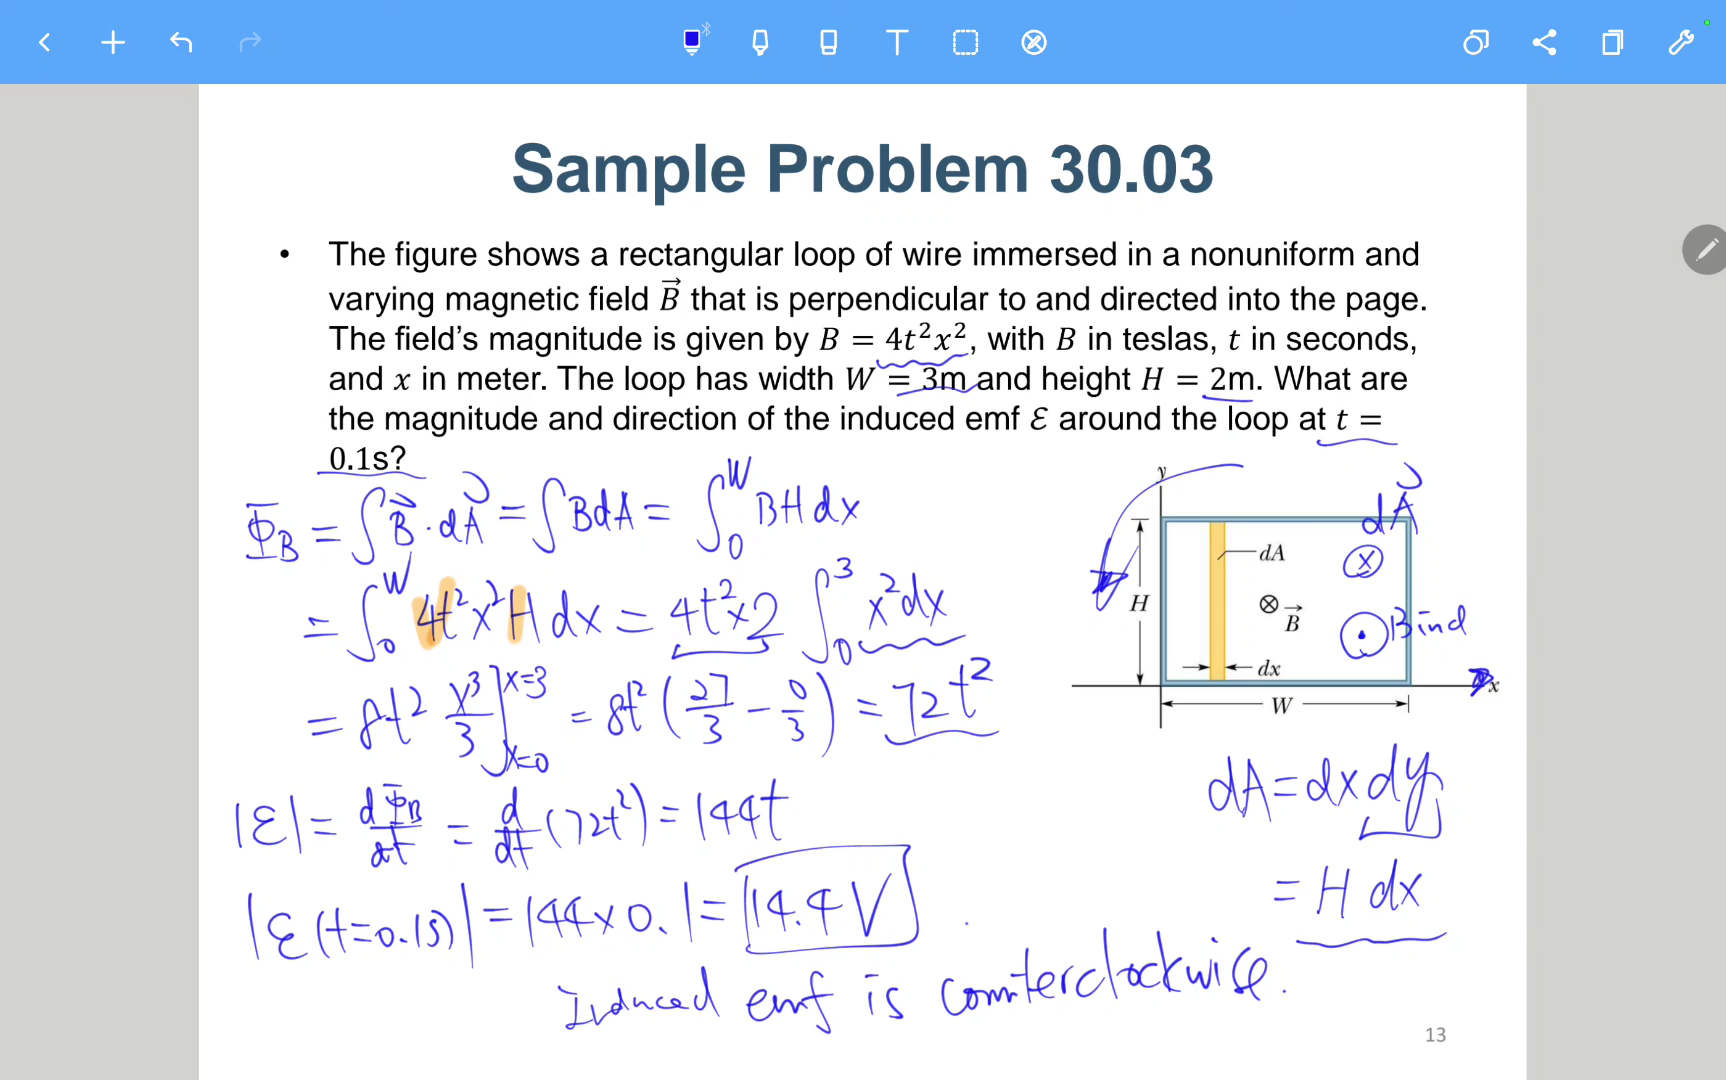 Sample Problem 30.03
• The figure shows a rectangular loop of wire immersed in a nonuniform and
varying magnetic field B⃗ that is perpendicular to and directed into the page.
The field's magnitude is given by B = 4t²x², with B in teslas, t in seconds,
and x in meter. The loop has width W = 3m and height H = 2m. What are
the magnitude and direction of the induced emf ℰ around the loop at t =
0.1s?
Φ_B = ∫ B⃗ · dA⃗ = ∫ BdA = ∫₀^W BH dx
= ∫₀^W 4t²x² H dx = 4t²×2 ∫₀³ x²dx
= 8t² x³/3 ]_{x=0}^{x=3} = 8t² (27/3 − 0/3) = 72t²
|ℰ| = dΦ_B/dt = d/dt (72t²) = 144t
|ℰ(t=0.1s)| = 144×0.1 = 14.4V
Induced emf is counterclockwise.
y
dA⃗
dA
⊗
H
⊗ B⃗
⊙ Bind
dx
x
W
dA = dx dy
= H dx
13